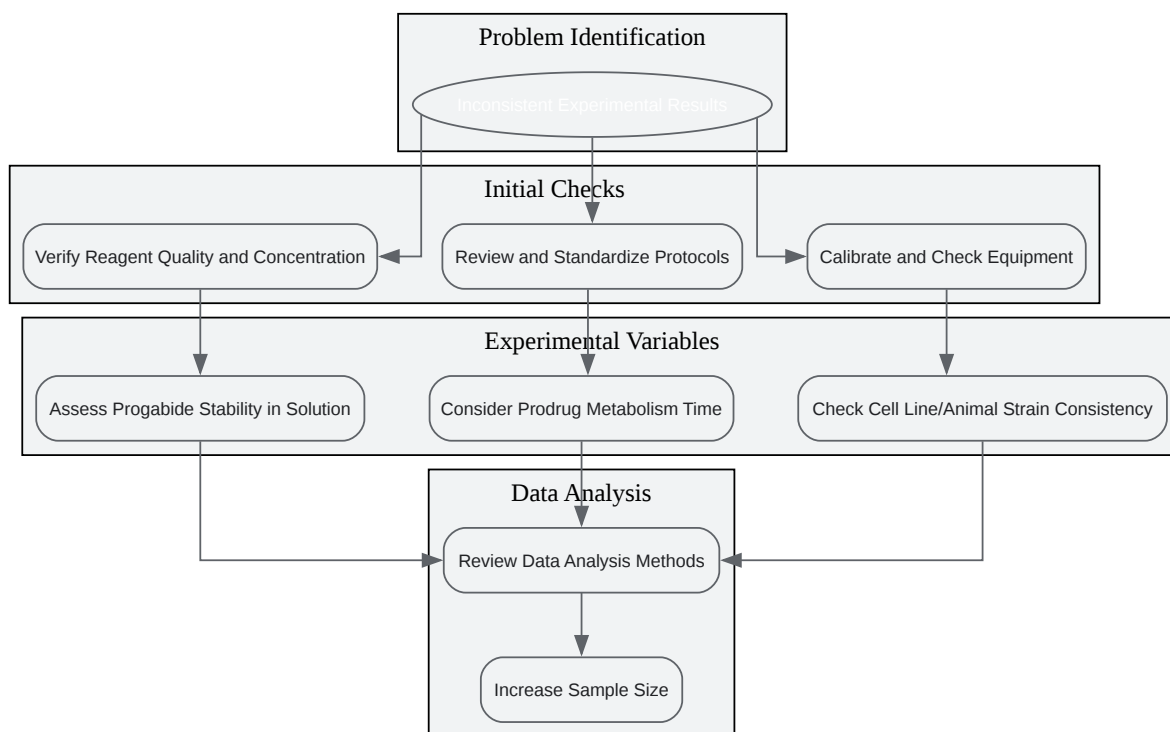 Problem Identification
Inconsistent Experimental Results
Initial Checks
Verify Reagent Quality and Concentration
Review and Standardize Protocols
Calibrate and Check Equipment
Experimental Variables
Assess Progabide Stability in Solution
Consider Prodrug Metabolism Time
Check Cell Line/Animal Strain Consistency
Data Analysis
Review Data Analysis Methods
Increase Sample Size